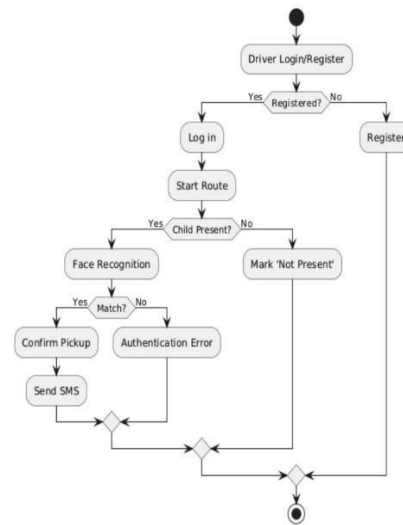 Driver Login/Register
Yes
Registered?
No
Log in
Register
Start Route
Yes
Child Present?
No
Face Recognition
Mark 'Not Present'
Yes
Match?
No
Confirm Pickup
Authentication Error
Send SMS